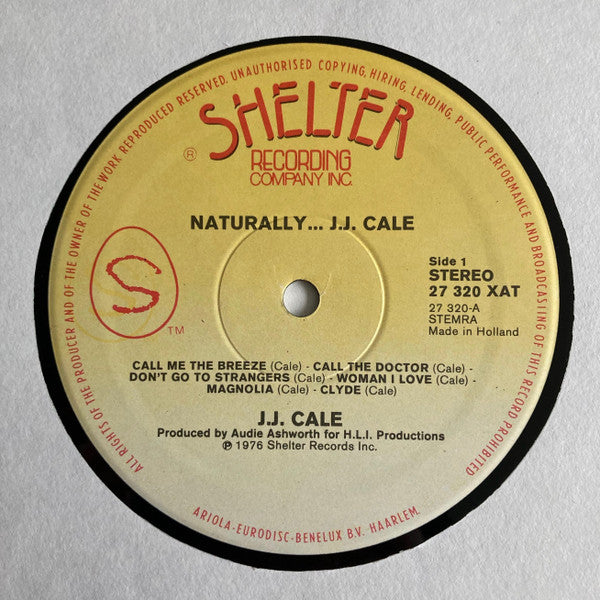 ALL RIGHTS OF THE PRODUCER AND OF THE OWNER OF THE WORK REPRODUCED RESERVED. UNAUTHORISED COPYING, HIRING, LENDING, PUBLIC PERFORMANCE AND BROADCASTING OF THIS RECORD PROHIBITED
SHELTER
® RECORDING
COMPANY INC.
NATURALLY... J.J. CALE
S
TM
Side 1
STEREO
27 320 XAT
27 320-A
STEMRA
Made in Holland
CALL ME THE BREEZE (Cale) - CALL THE DOCTOR (Cale) -
DON'T GO TO STRANGERS (Cale) - WOMAN I LOVE (Cale) -
MAGNOLIA (Cale) - CLYDE (Cale)
J.J. CALE
Produced by Audie Ashworth for H.L.I. Productions
℗ 1976 Shelter Records Inc.
ARIOLA-EURODISC-BENELUX B.V. HAARLEM.